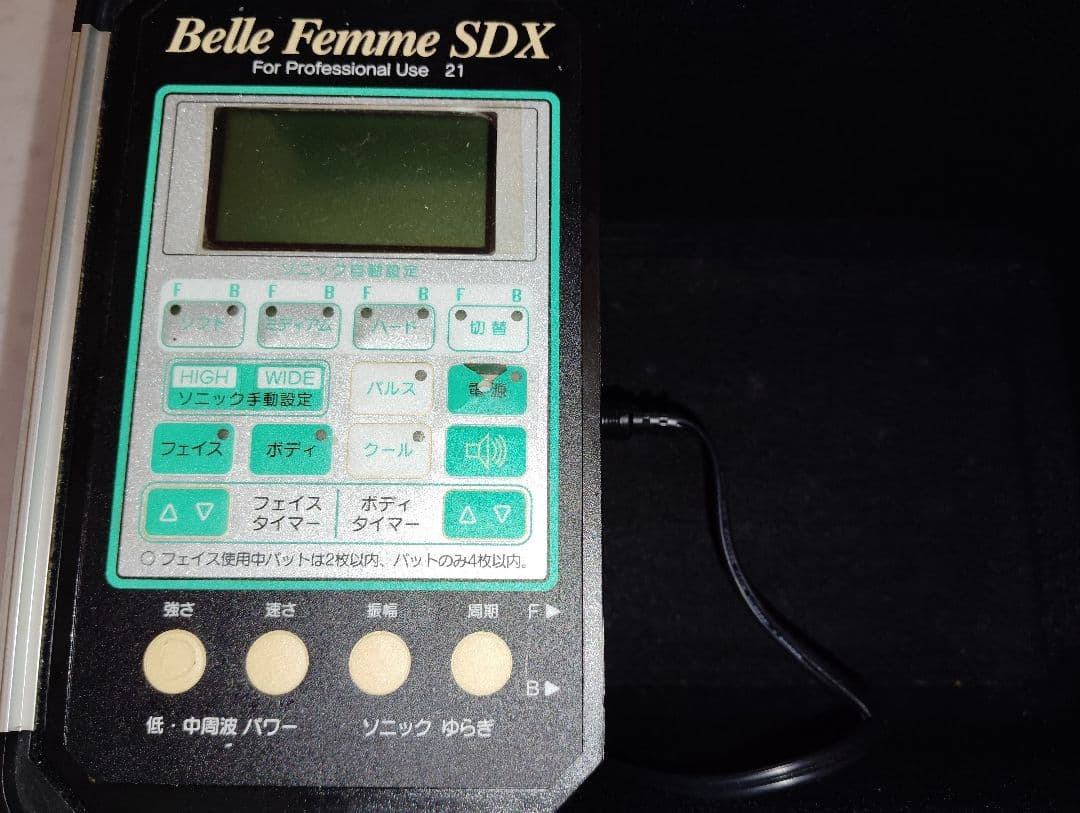 Belle Femme SDX
For Professional Use 21
ソニック自動設定
F B F B F B F B
ソフト ミディアム ハード 切替
HIGH WIDE パルス 電源
ソニック手動設定
フェイス ボディ クール
△ ▽ フェイス タイマー ボディ タイマー △ ▽
○ フェイス使用中パットは2枚以内、パットのみ4枚以内。
強さ 速さ 振幅 周期 F ▶
B ▶
低・中周波 パワー ソニック ゆらぎ